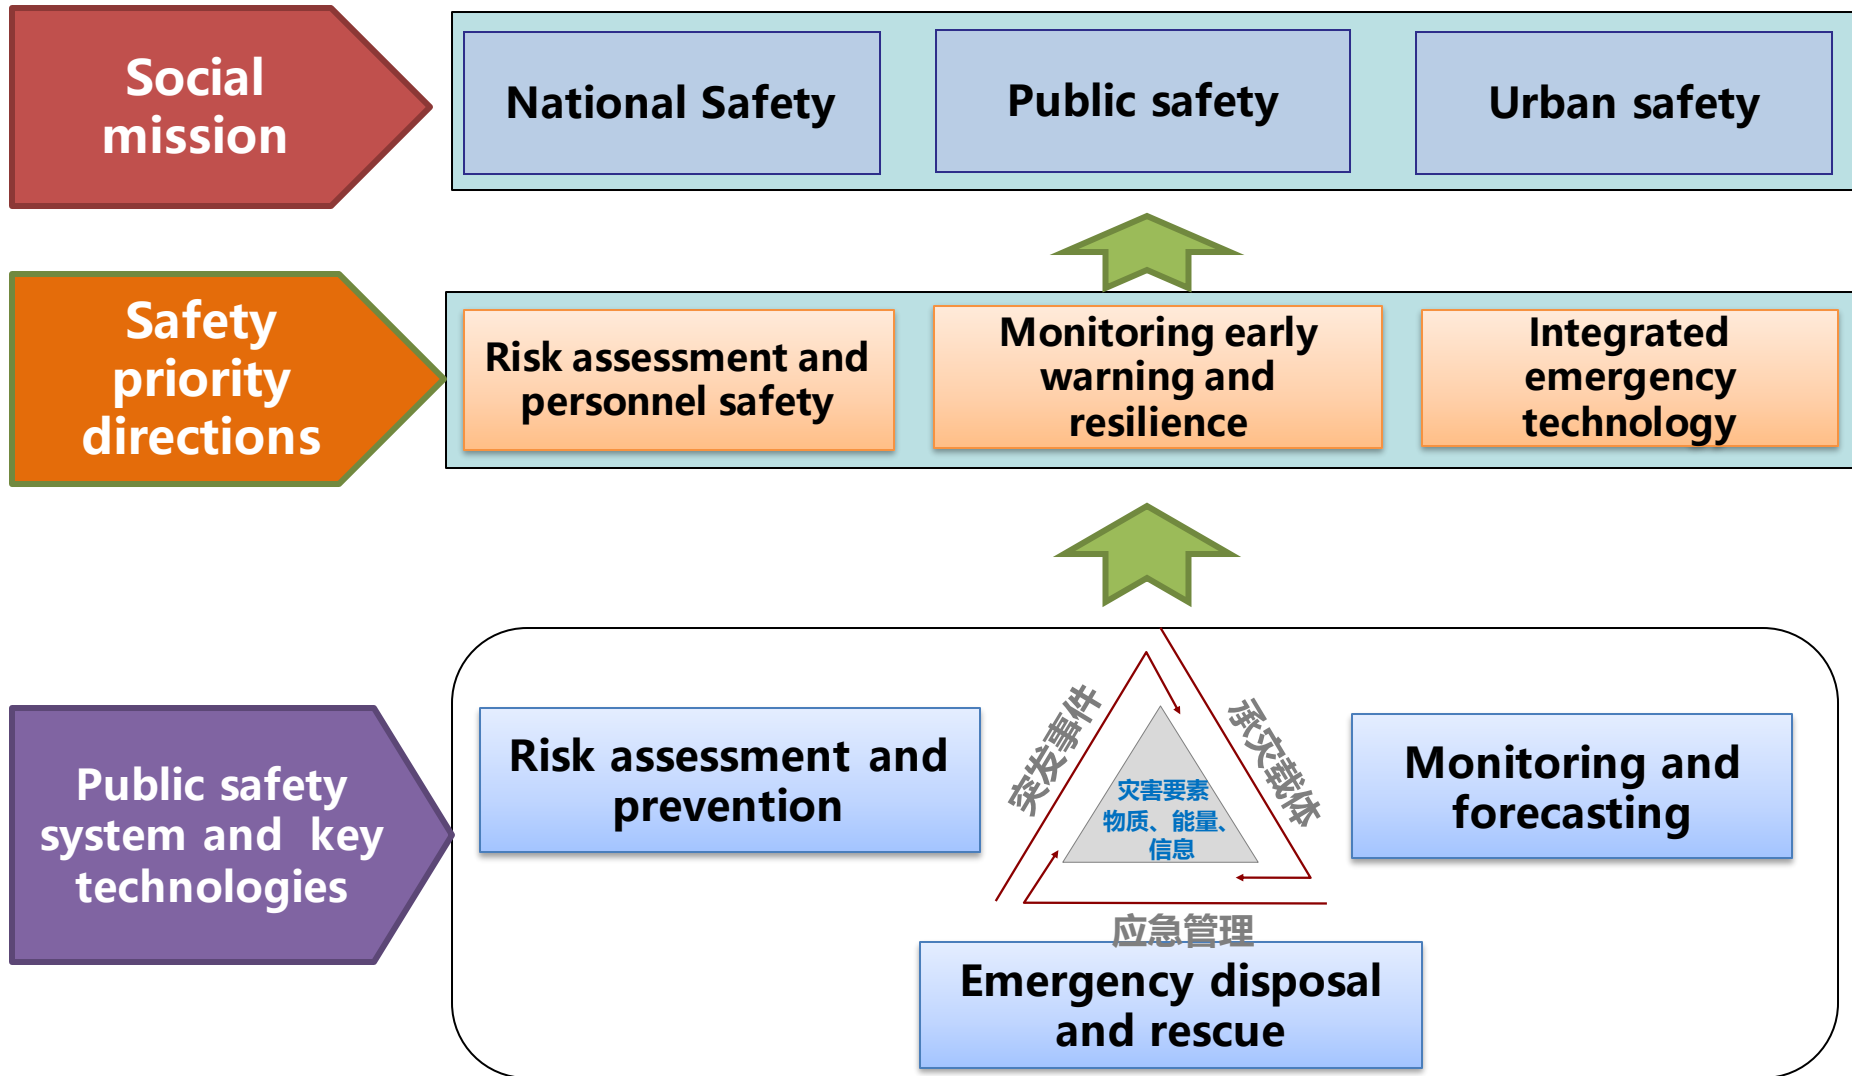 Social
mission
National Safety
Public safety
Urban safety
Safety
priority
directions
Risk assessment and
personnel safety
Monitoring early
warning and
resilience
Integrated
emergency
technology
Public safety
system and key
technologies
Risk assessment and
prevention
突发事件
承灾载体
灾害要素
物质、能量、
信息
应急管理
Monitoring and
forecasting
Emergency disposal
and rescue